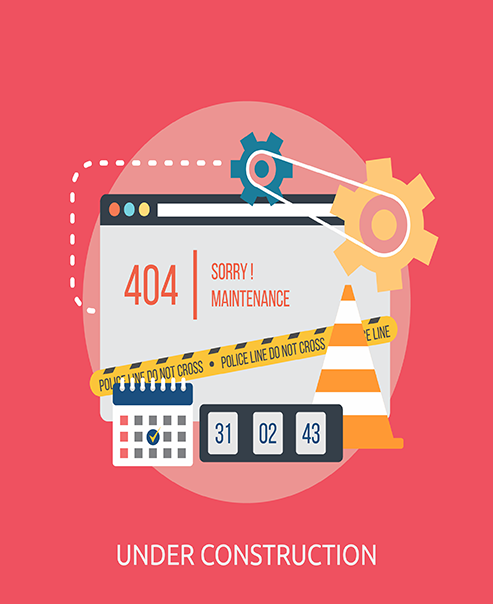 404
SORRY !
MAINTENANCE
POLICE LINE DO NOT CROSS • POLICE LINE DO NOT CROSS
CE LINE
31 02 43
UNDER CONSTRUCTION